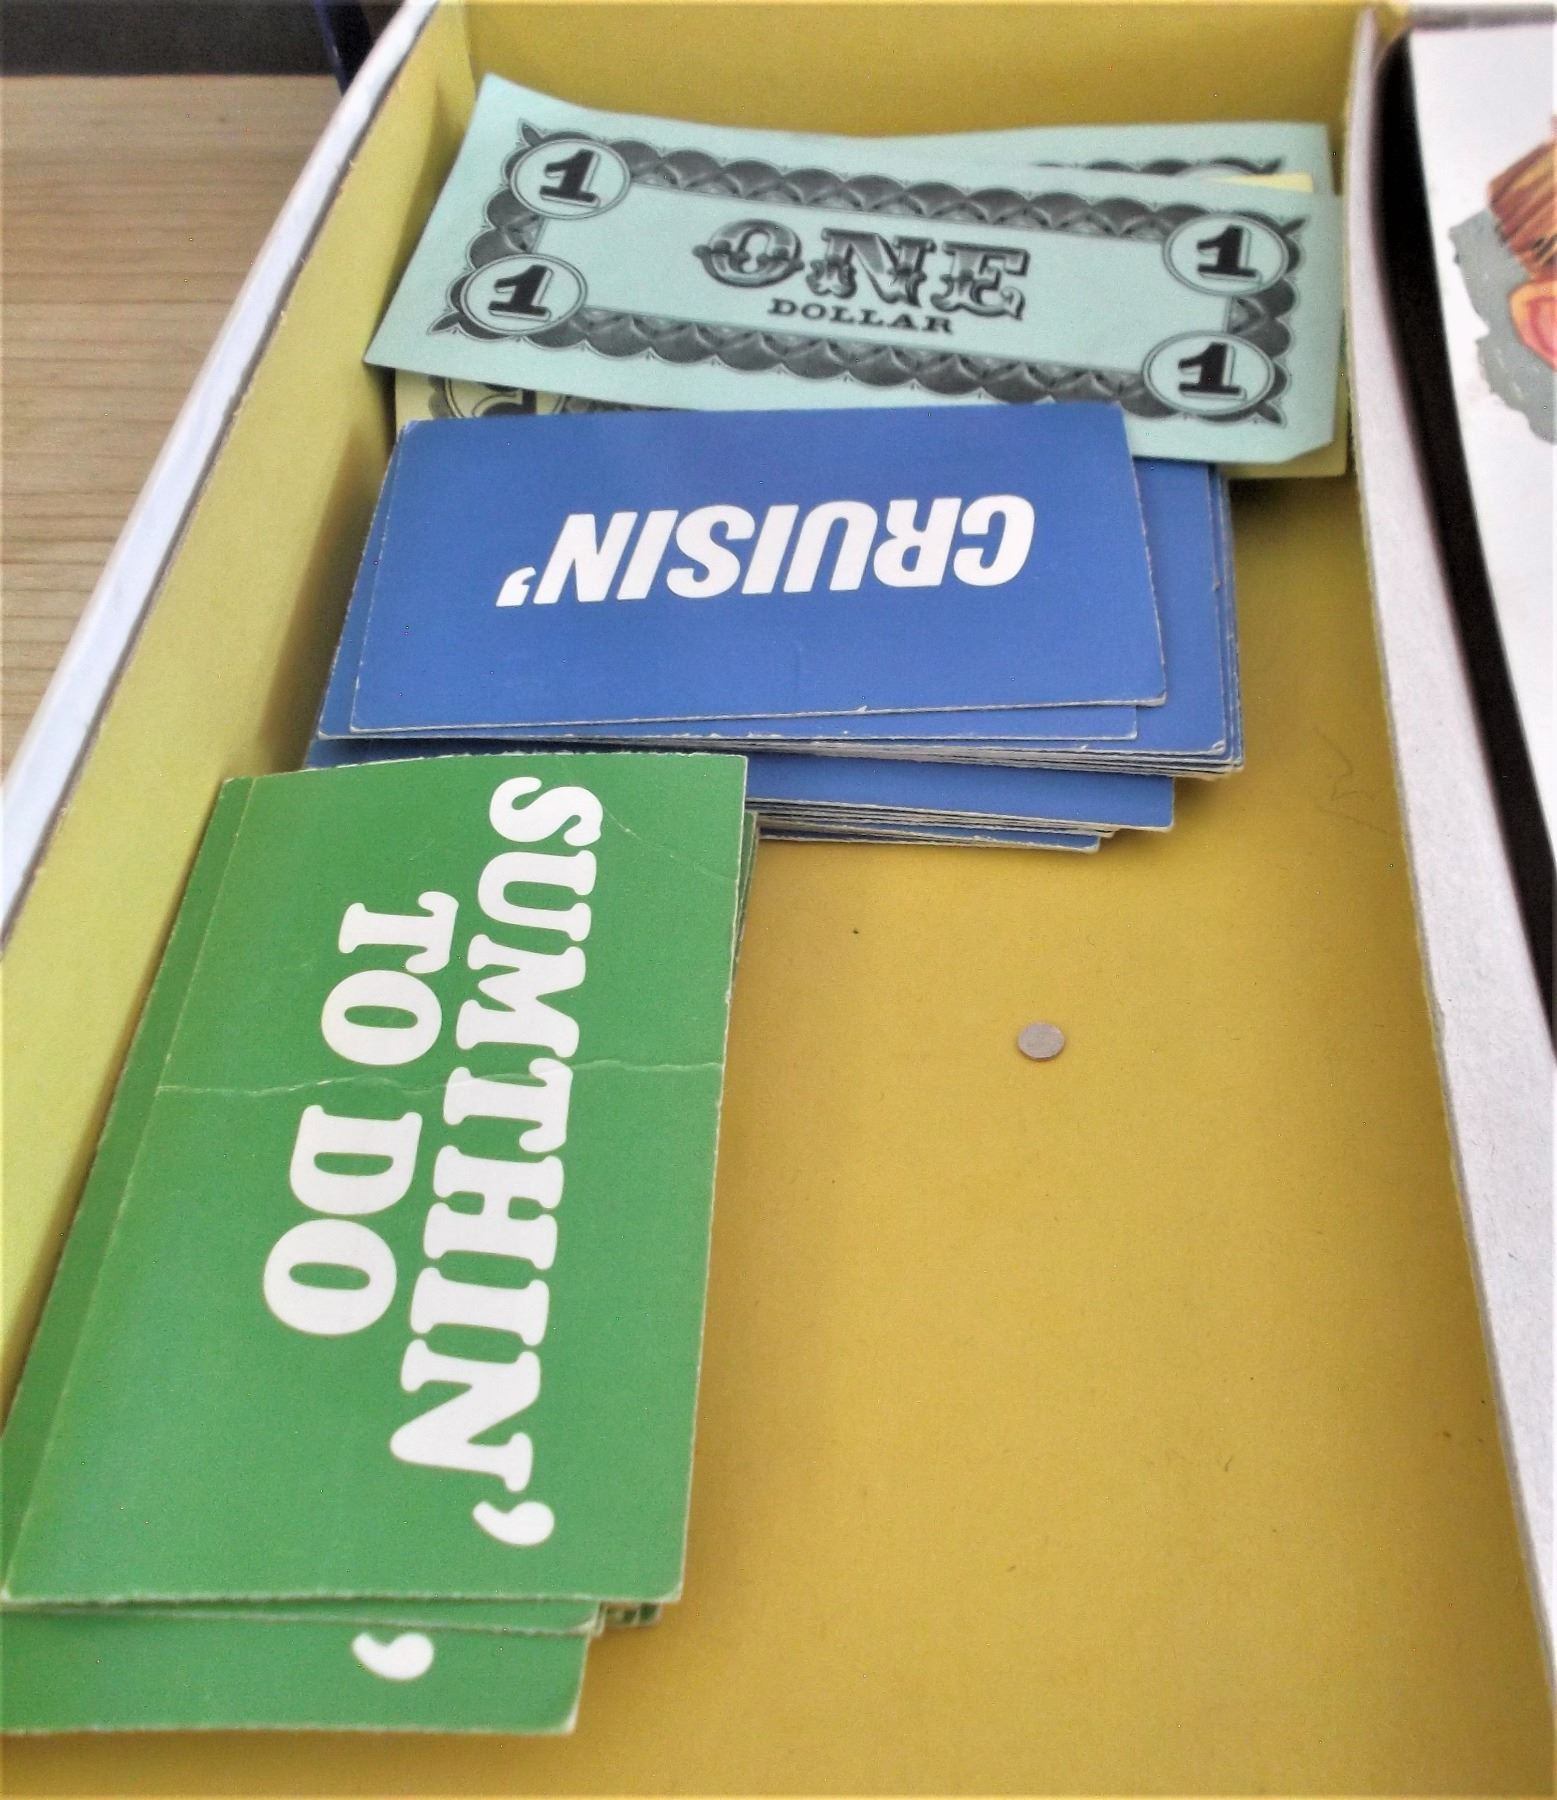 1
1
ONE
DOLLAR
1
1
CRUISIN'
SUMTHIN'
TO DO
'